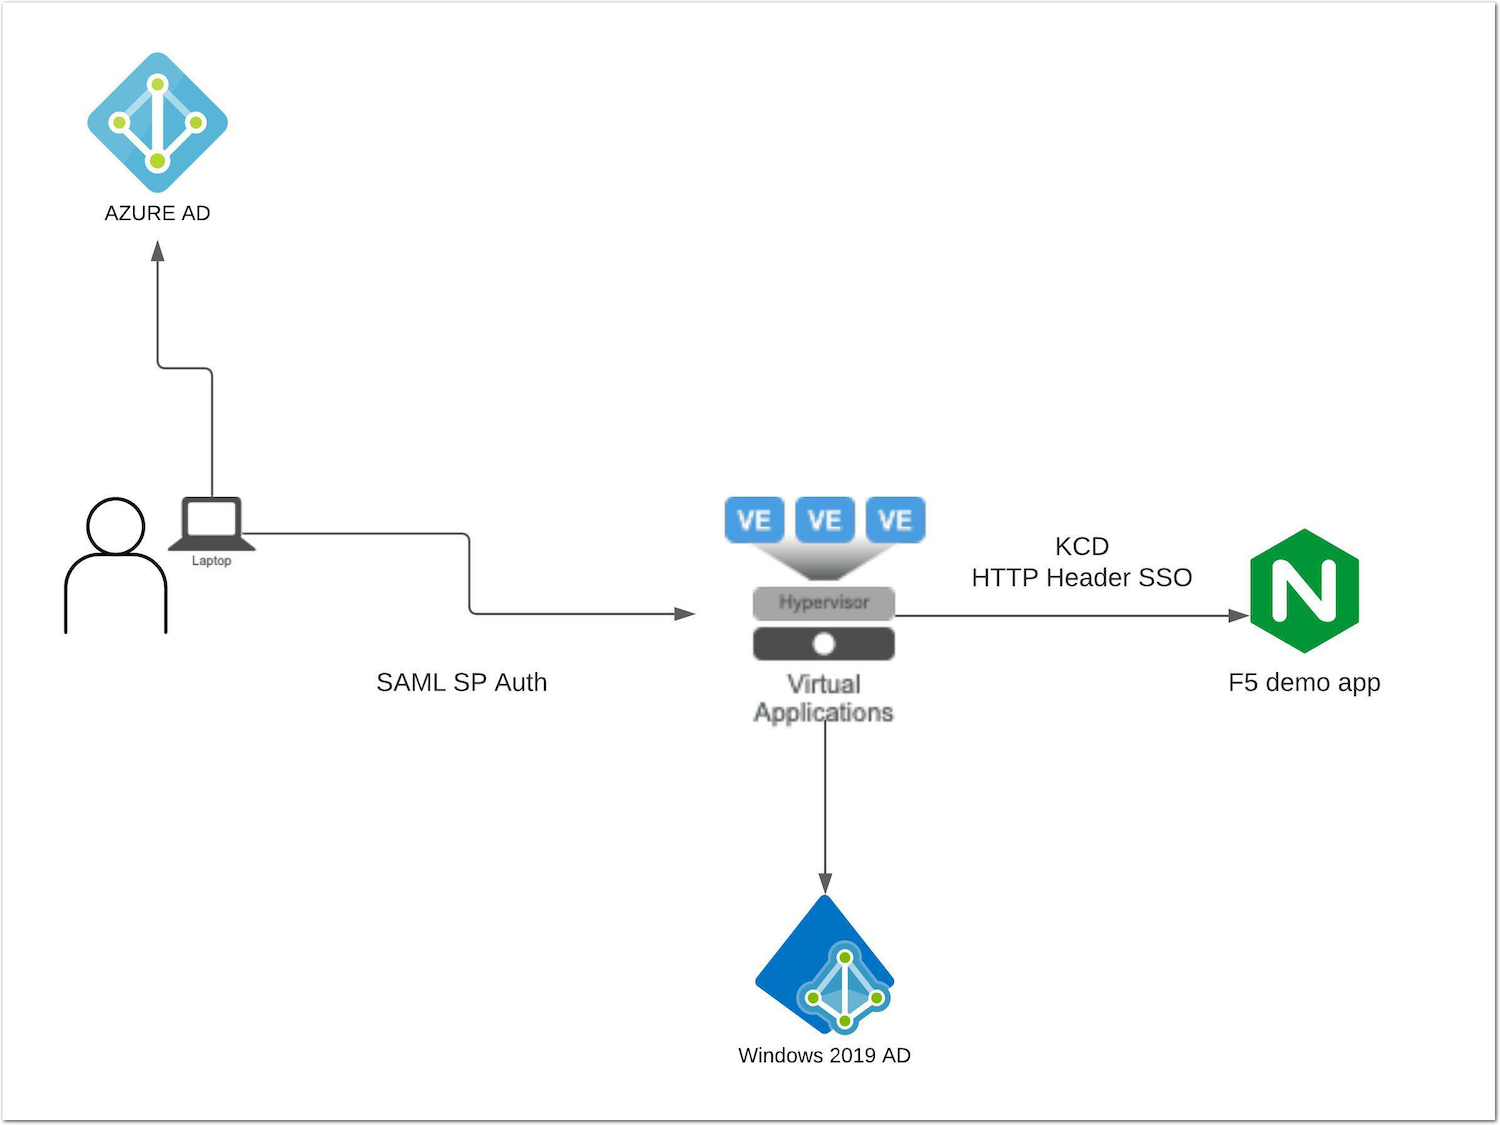 AZURE AD
Laptop
VE VE VE
Hypervisor
Virtual
Applications
KCD
HTTP Header SSO
N
F5 demo app
SAML SP Auth
Windows 2019 AD